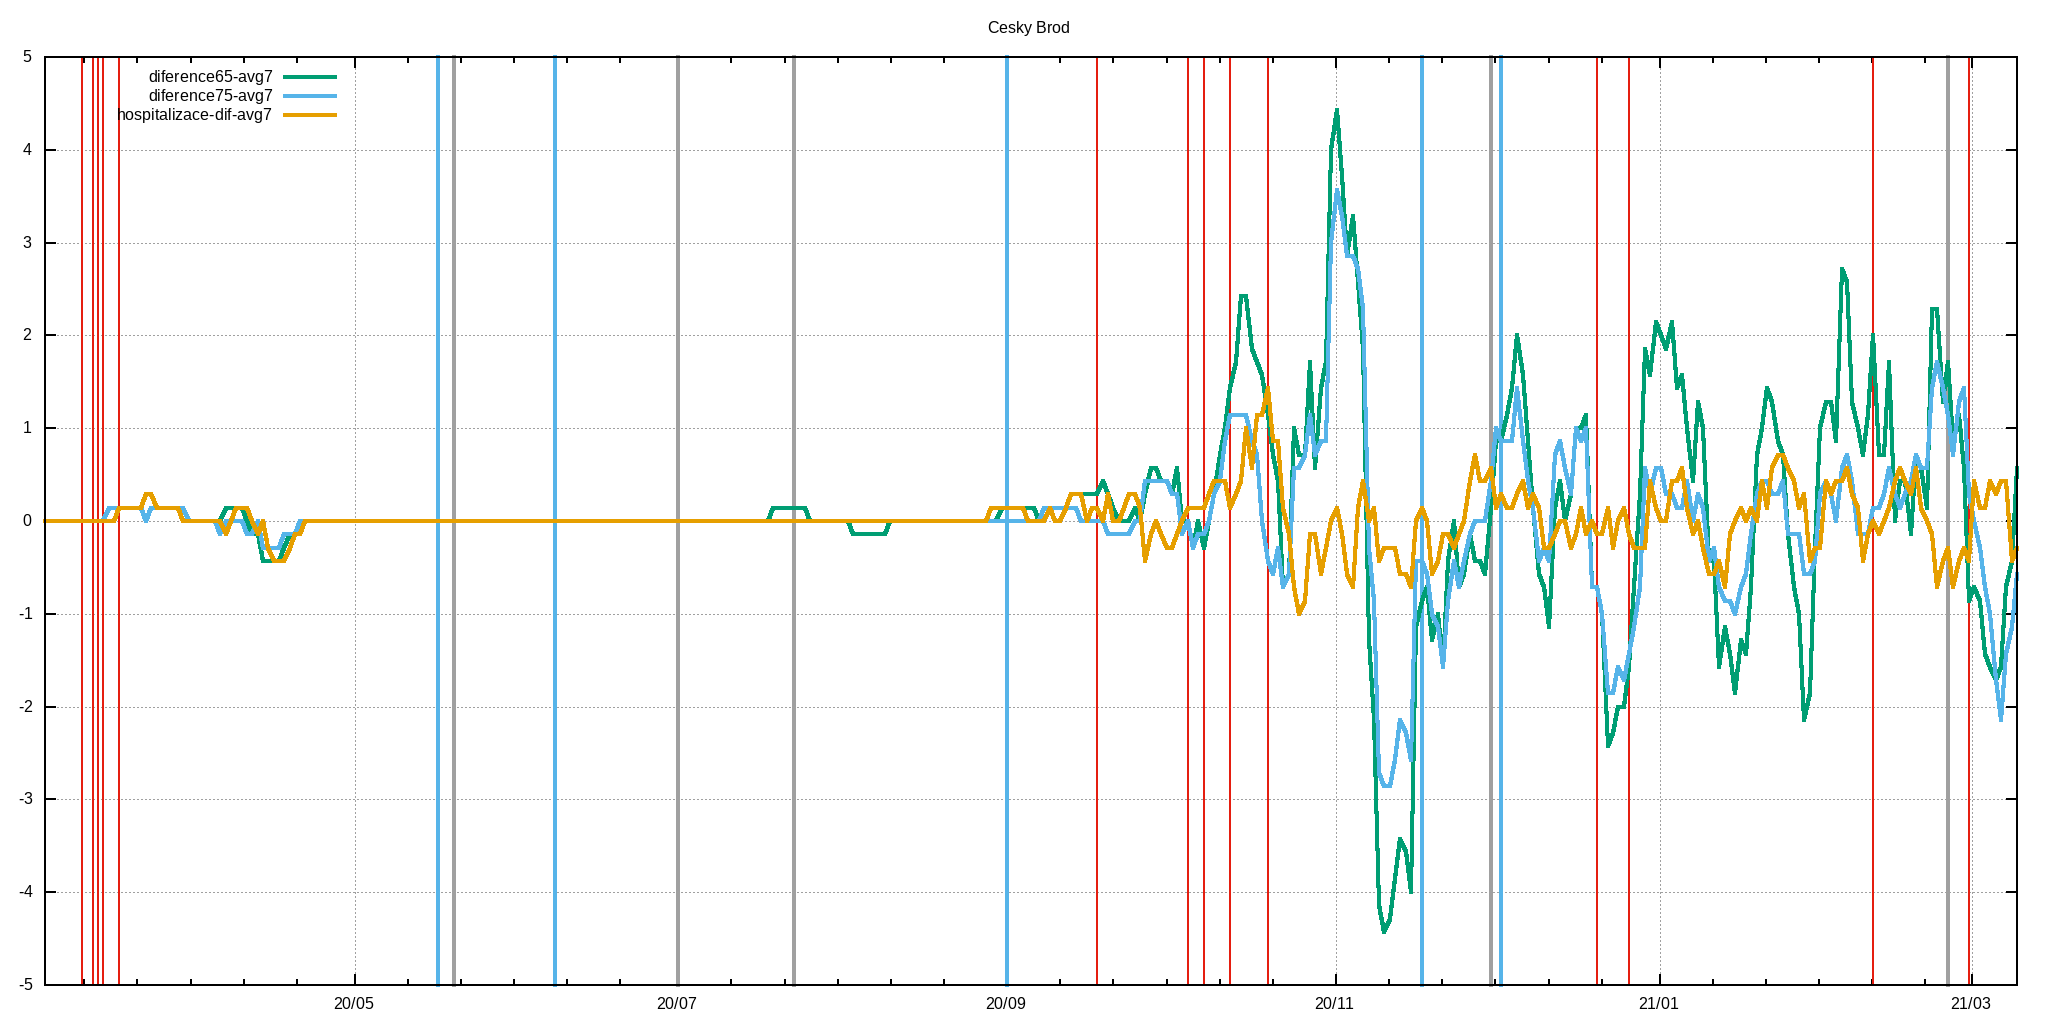 Cesky Brod
diference65-avg7
diference75-avg7
hospitalizace-dif-avg7
5
4
3
2
1
0
-1
-2
-3
-4
-5
20/05 20/07 20/09 20/11 21/01 21/03